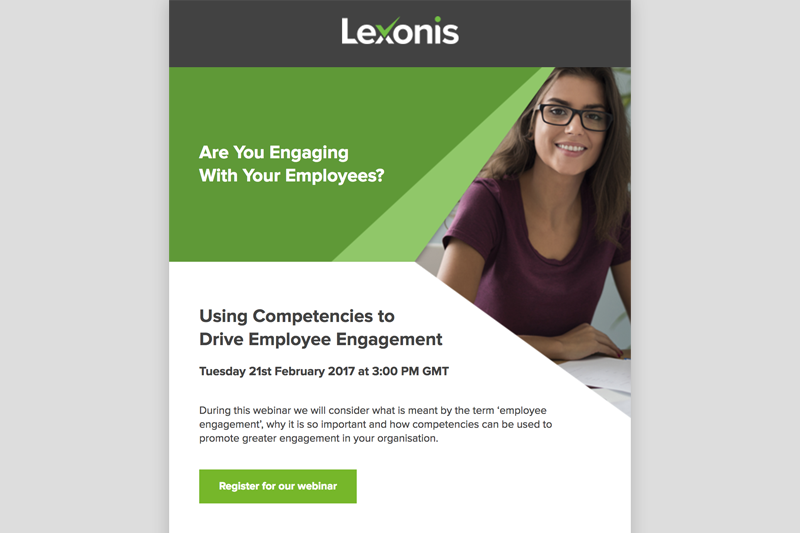 Lexonis
Are You Engaging
With Your Employees?
Using Competencies to
Drive Employee Engagement
Tuesday 21st February 2017 at 3:00 PM GMT
During this webinar we will consider what is meant by the term ‘employee
engagement’, why it is so important and how competencies can be used to
promote greater engagement in your organisation.
Register for our webinar